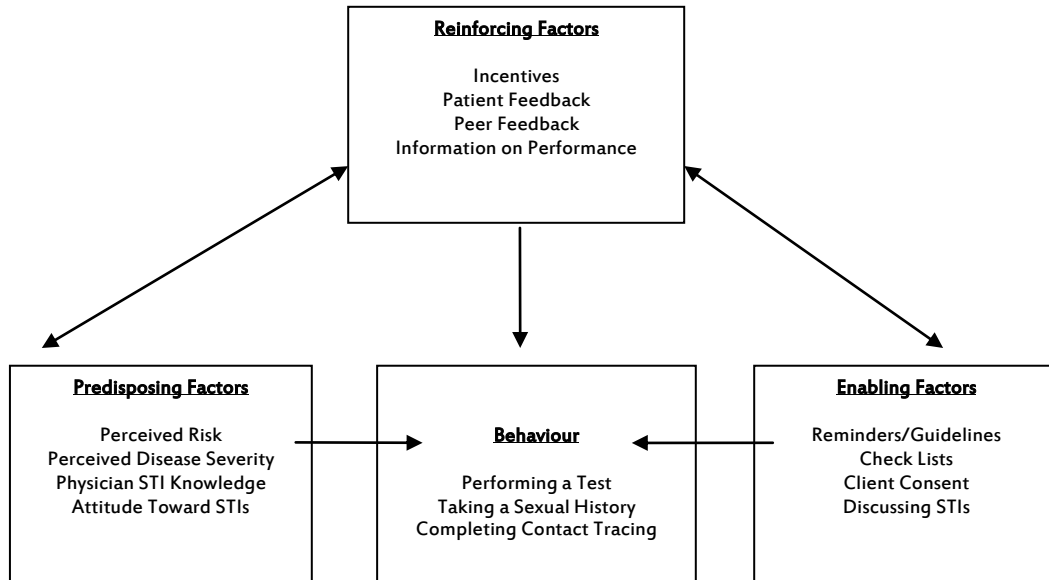 Reinforcing Factors
Incentives
Patient Feedback
Peer Feedback
Information on Performance
Predisposing Factors
Perceived Risk
Perceived Disease Severity
Physician STI Knowledge
Attitude Toward STIs
Behaviour
Performing a Test
Taking a Sexual History
Completing Contact Tracing
Enabling Factors
Reminders/Guidelines
Check Lists
Client Consent
Discussing STIs